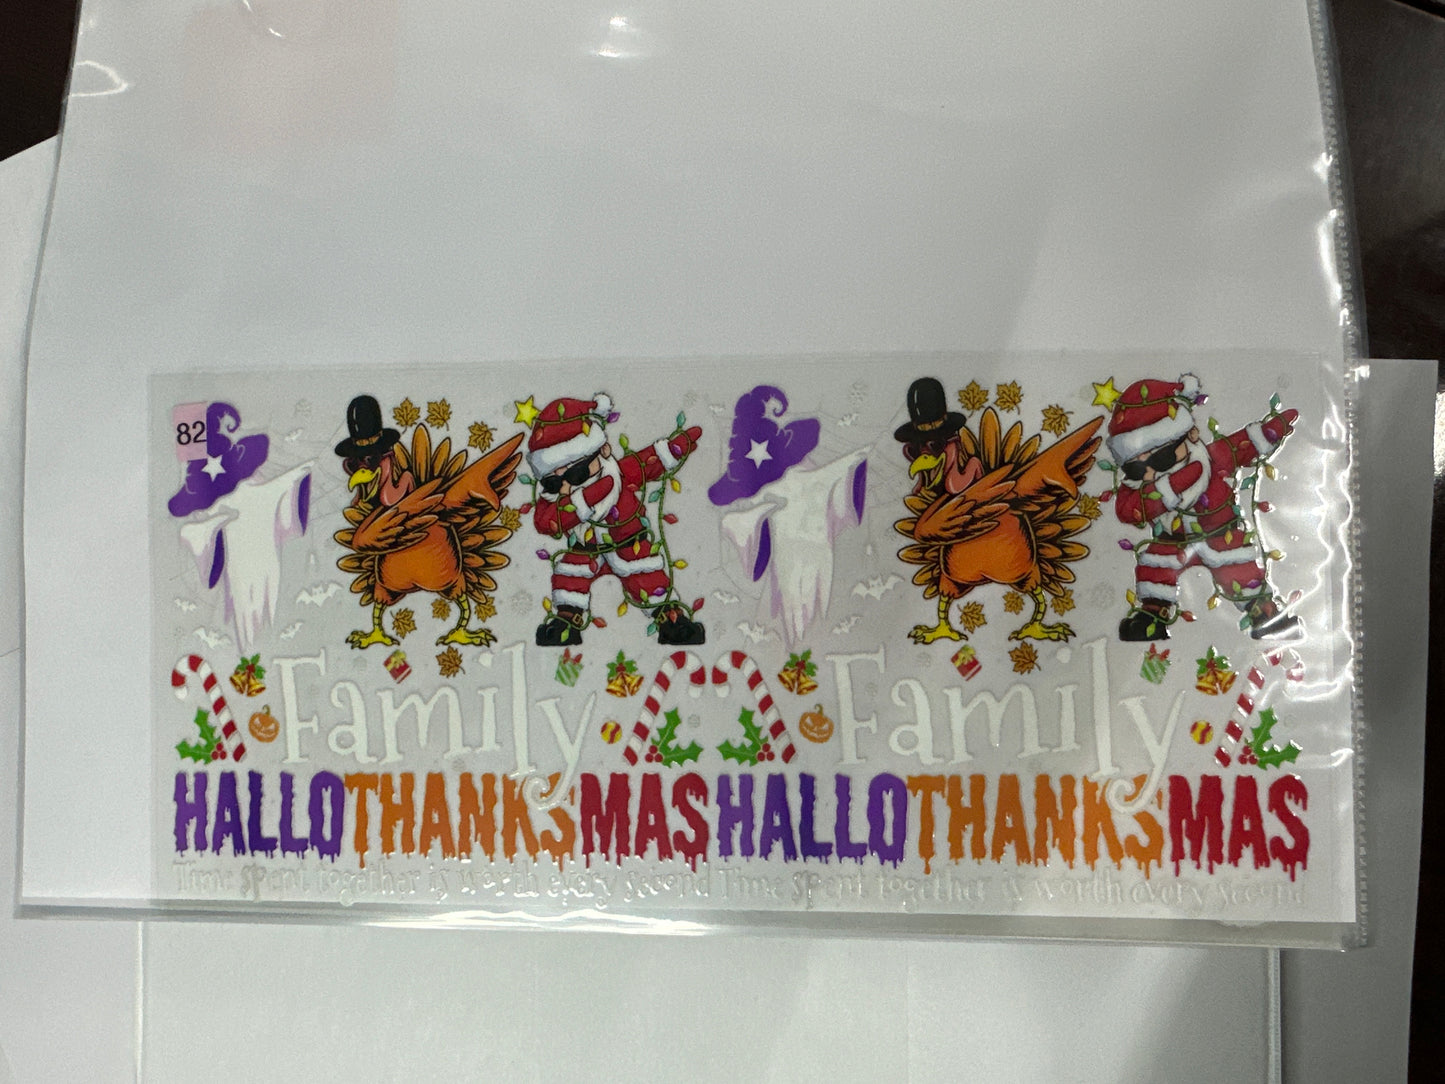 82
Family Family
HALLOTHANKSMAS HALLOTHANKSMAS
Time spent together is worth every second Time spent together is worth every second